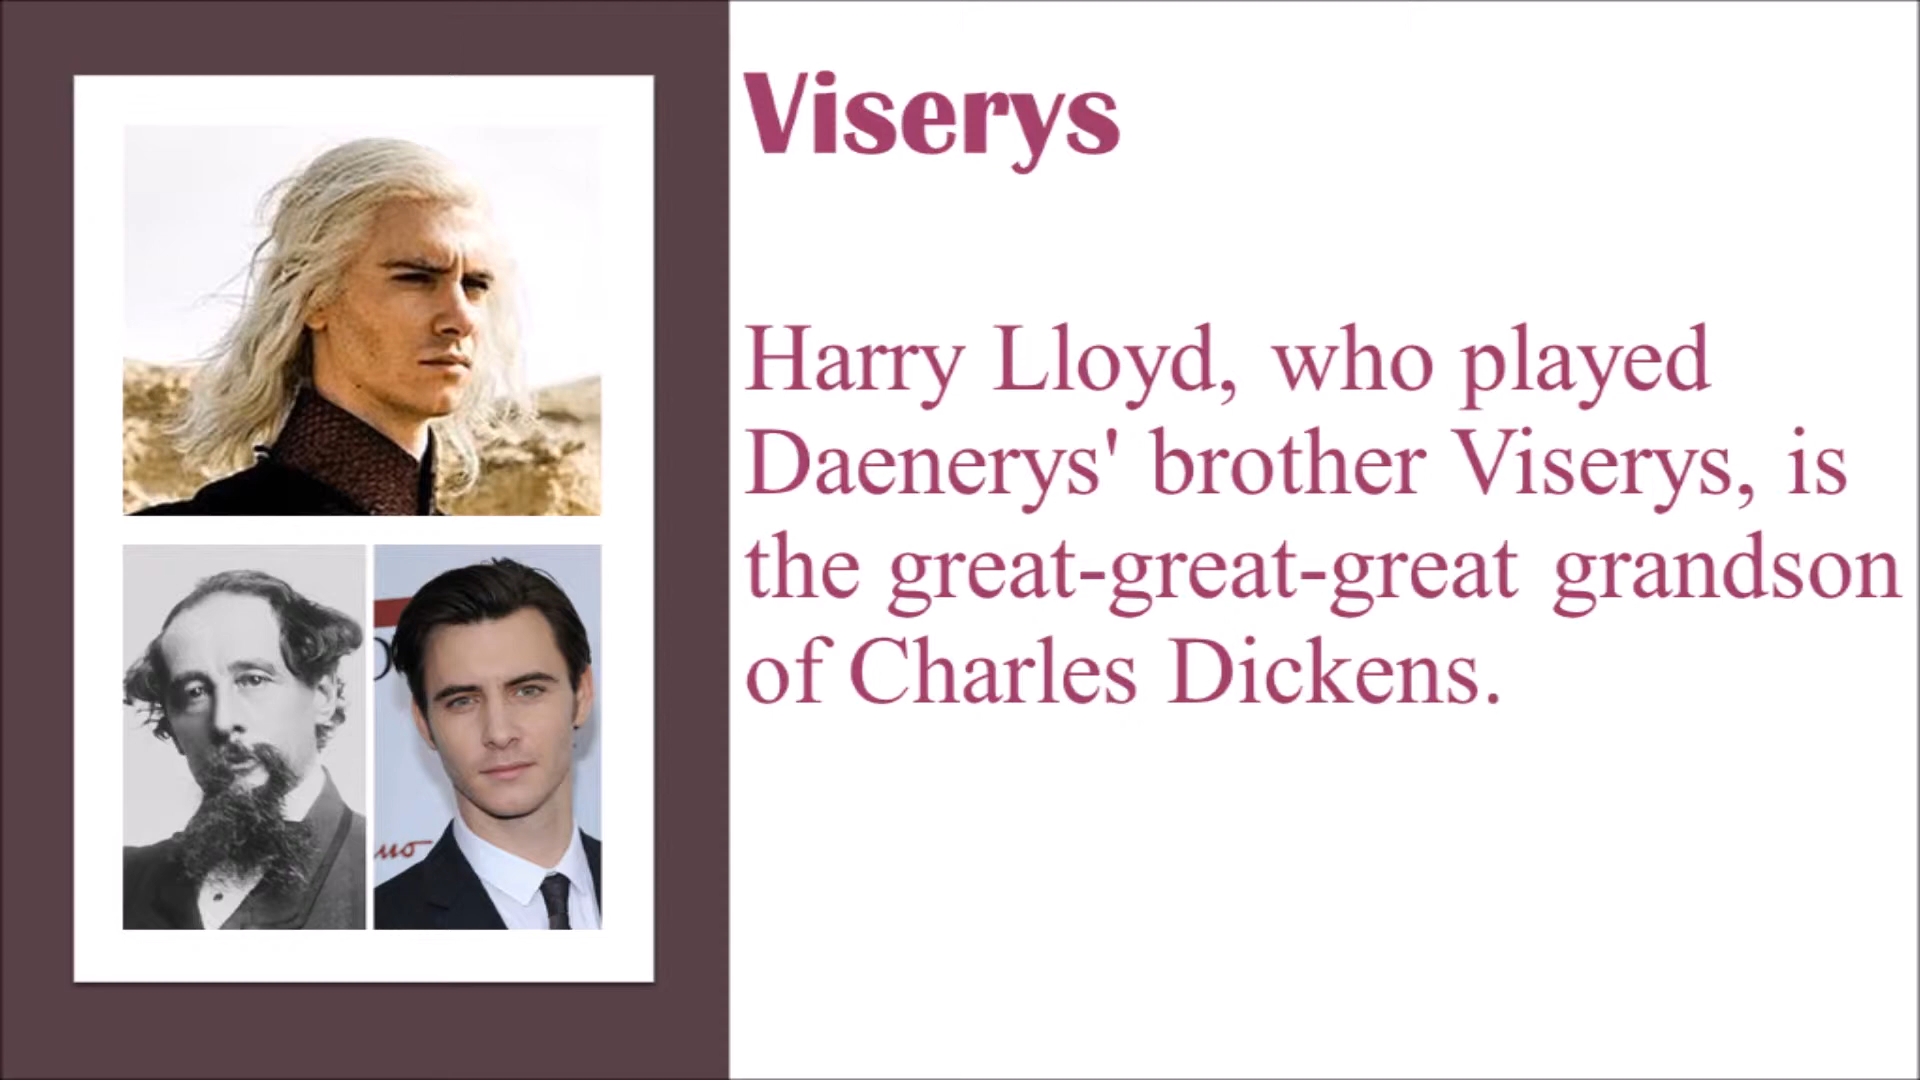 Viserys
Harry Lloyd, who played
Daenerys' brother Viserys, is
the great-great-great grandson
of Charles Dickens.